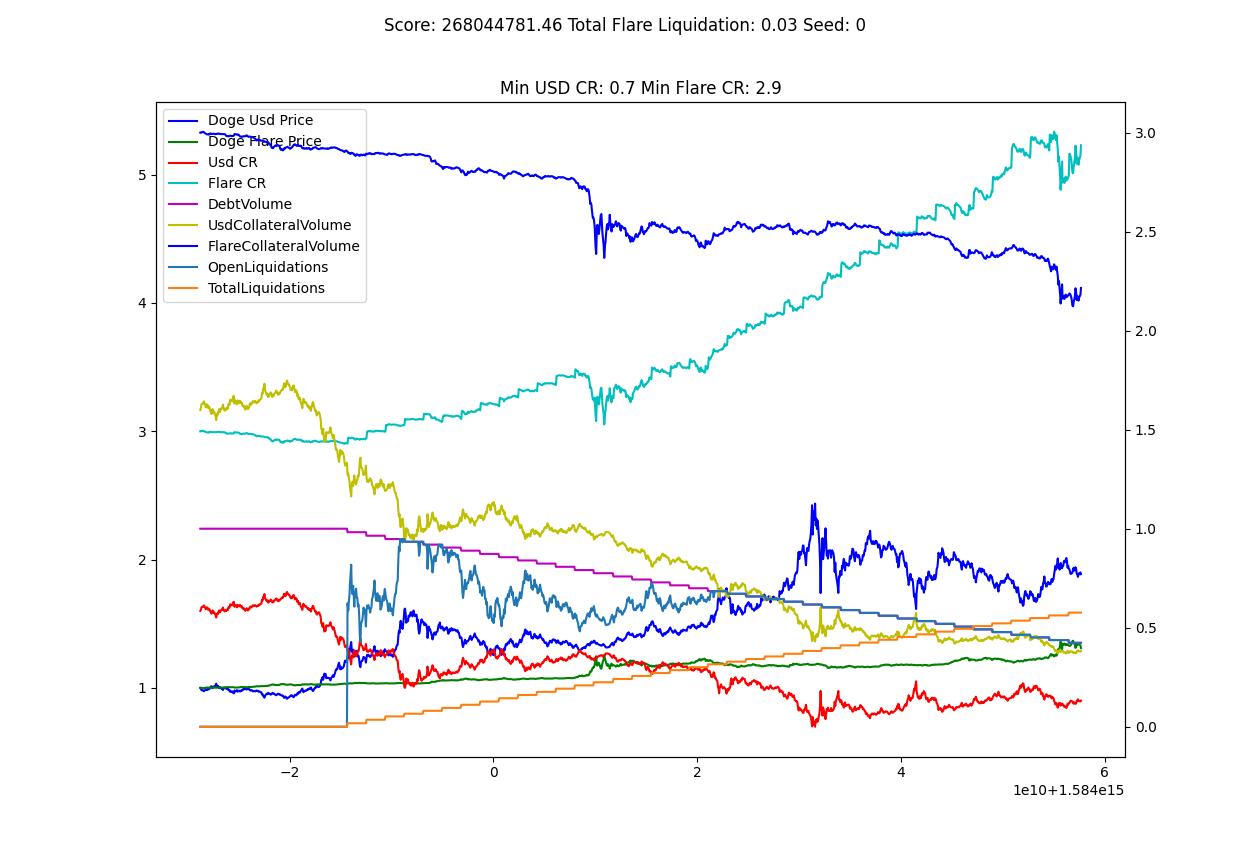 Score: 268044781.46 Total Flare Liquidation: 0.03 Seed: 0
Min USD CR: 0.7 Min Flare CR: 2.9
Doge Usd Price
Doge Flare Price
Usd CR
Flare CR
DebtVolume
UsdCollateralVolume
FlareCollateralVolume
OpenLiquidations
TotalLiquidations
5
4
3
2
1
3.0
2.5
2.0
1.5
1.0
0.5
0.0
−2 0 2 4 6
1e10+1.584e15